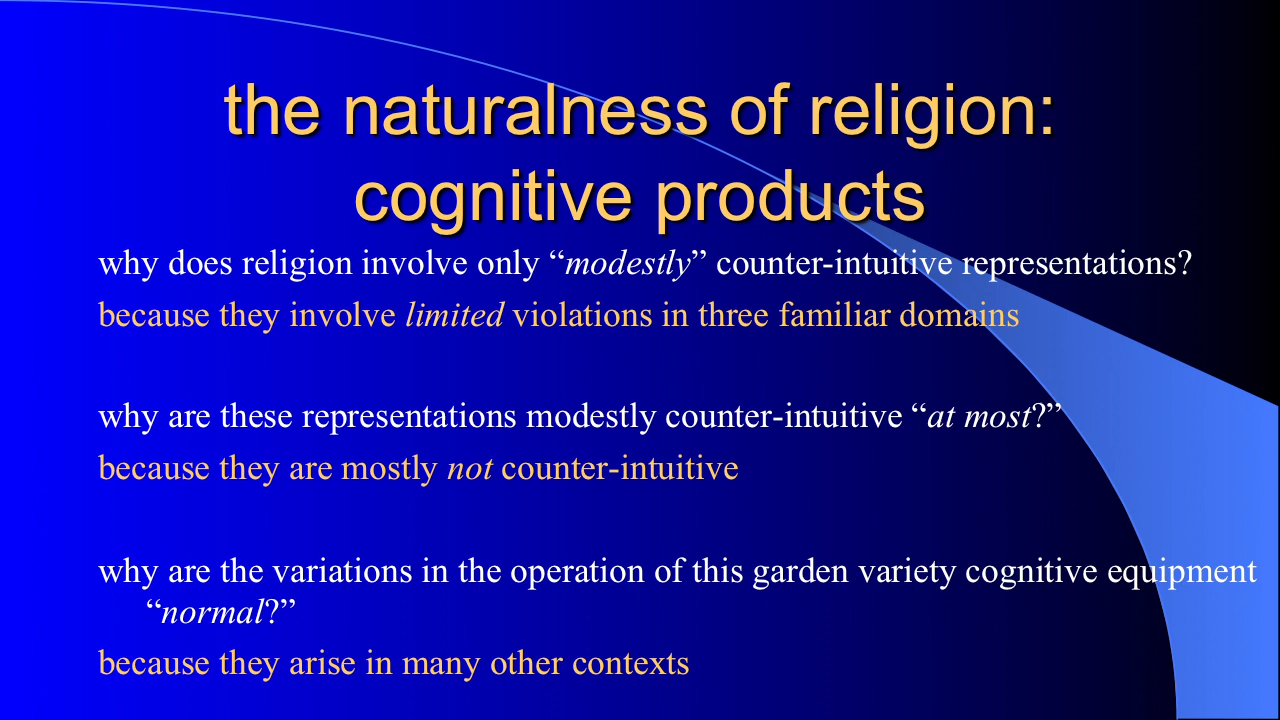 the naturalness of religion:
cognitive products
why does religion involve only “modestly” counter-intuitive representations?
because they involve limited violations in three familiar domains
why are these representations modestly counter-intuitive “at most?”
because they are mostly not counter-intuitive
why are the variations in the operation of this garden variety cognitive equipment
“normal?”
because they arise in many other contexts